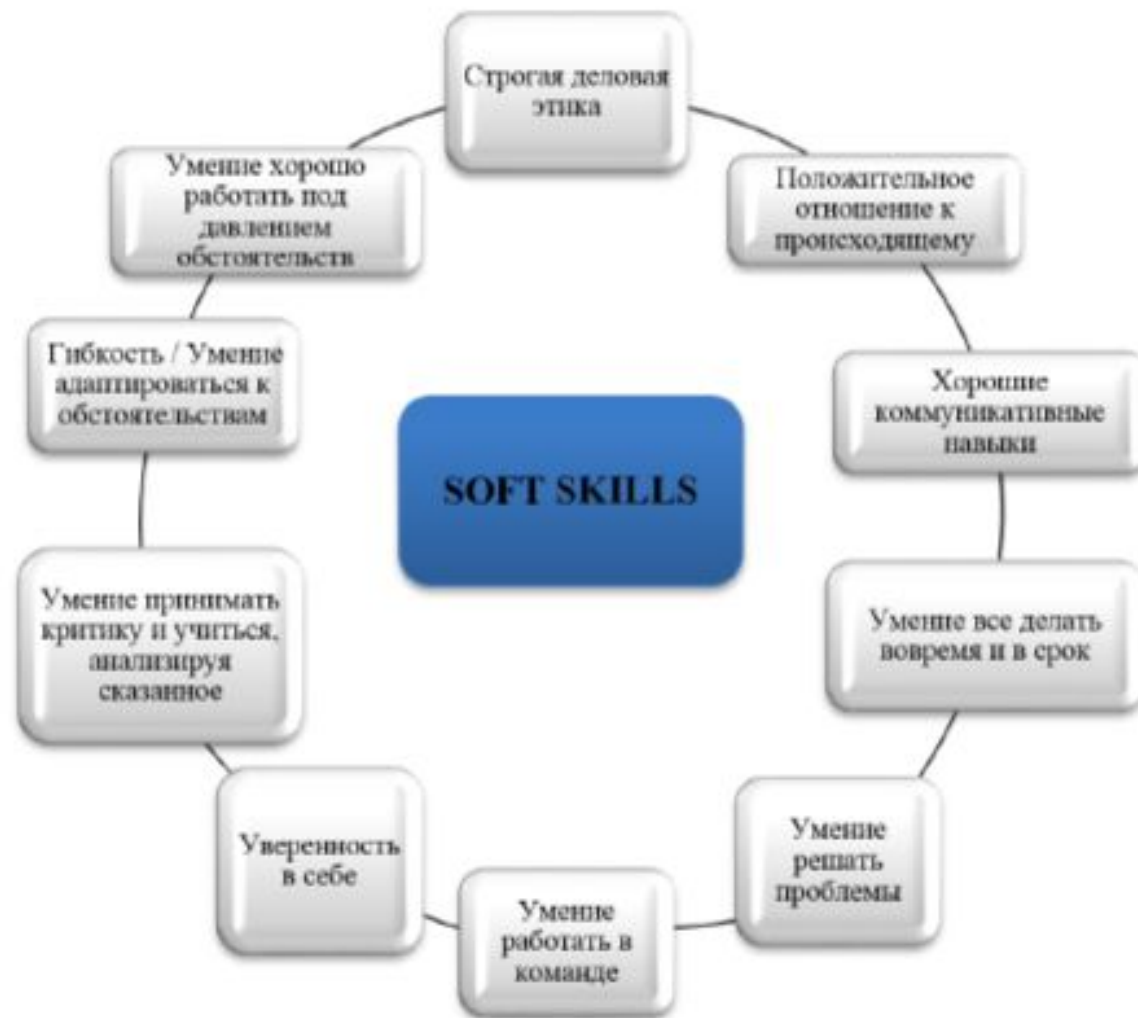 Строгая деловая
этика
Положительное
отношение к
происходящему
Хорошие
коммуникативные
навыки
Умение все делать
вовремя и в срок
Умение
решать
проблемы
Умение
работать в
команде
Уверенность
в себе
Умение принимать
критику и учиться,
анализируя
сказанное
Гибкость / Умение
адаптироваться к
обстоятельствам
Умение хорошо
работать под
давлением
обстоятельств
SOFT SKILLS